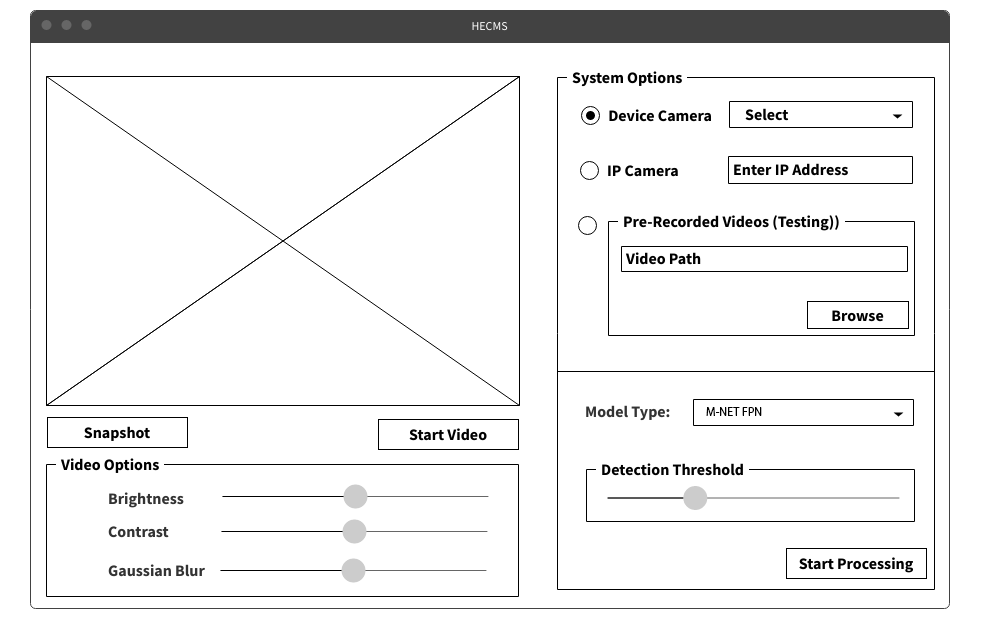 HECMS
Snapshot
Start Video
Video Options
Brightness
Contrast
Gaussian Blur
System Options
Device Camera
Select
IP Camera
Enter IP Address
Pre-Recorded Videos (Testing))
Video Path
Browse
Model Type:
M-NET FPN
Detection Threshold
Start Processing